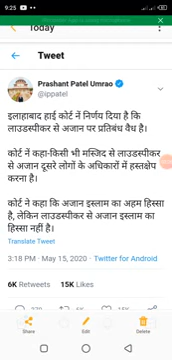 9:25
Today
Tweet
Prashant Patel Umrao
@ippatel
इलाहाबाद हाई कोर्ट नें निर्णय दिया है कि
लाउडस्पीकर से अजान पर प्रतिबंध वैध है।
कोर्ट नें कहा-किसी भी मस्जिद से लाउडस्पीकर
से अजान दूसरे लोगों के अधिकारों में हस्तक्षेप
करना है।
कोर्ट नें कहा कि अजान इस्लाम का अहम हिस्सा
है, लेकिन लाउडस्पीकर से अजान इस्लाम का
हिस्सा नहीं है।
Translate Tweet
3:18 PM · May 15, 2020 · Twitter for Android
6K Retweets 15K Likes
Share Edit Delete